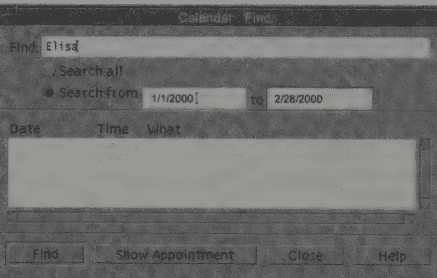 Calendar Find
Find: Elisa
Search all
Search from 1/1/2000 to 2/28/2000
Date Time What
Find Show Appointment Close Help